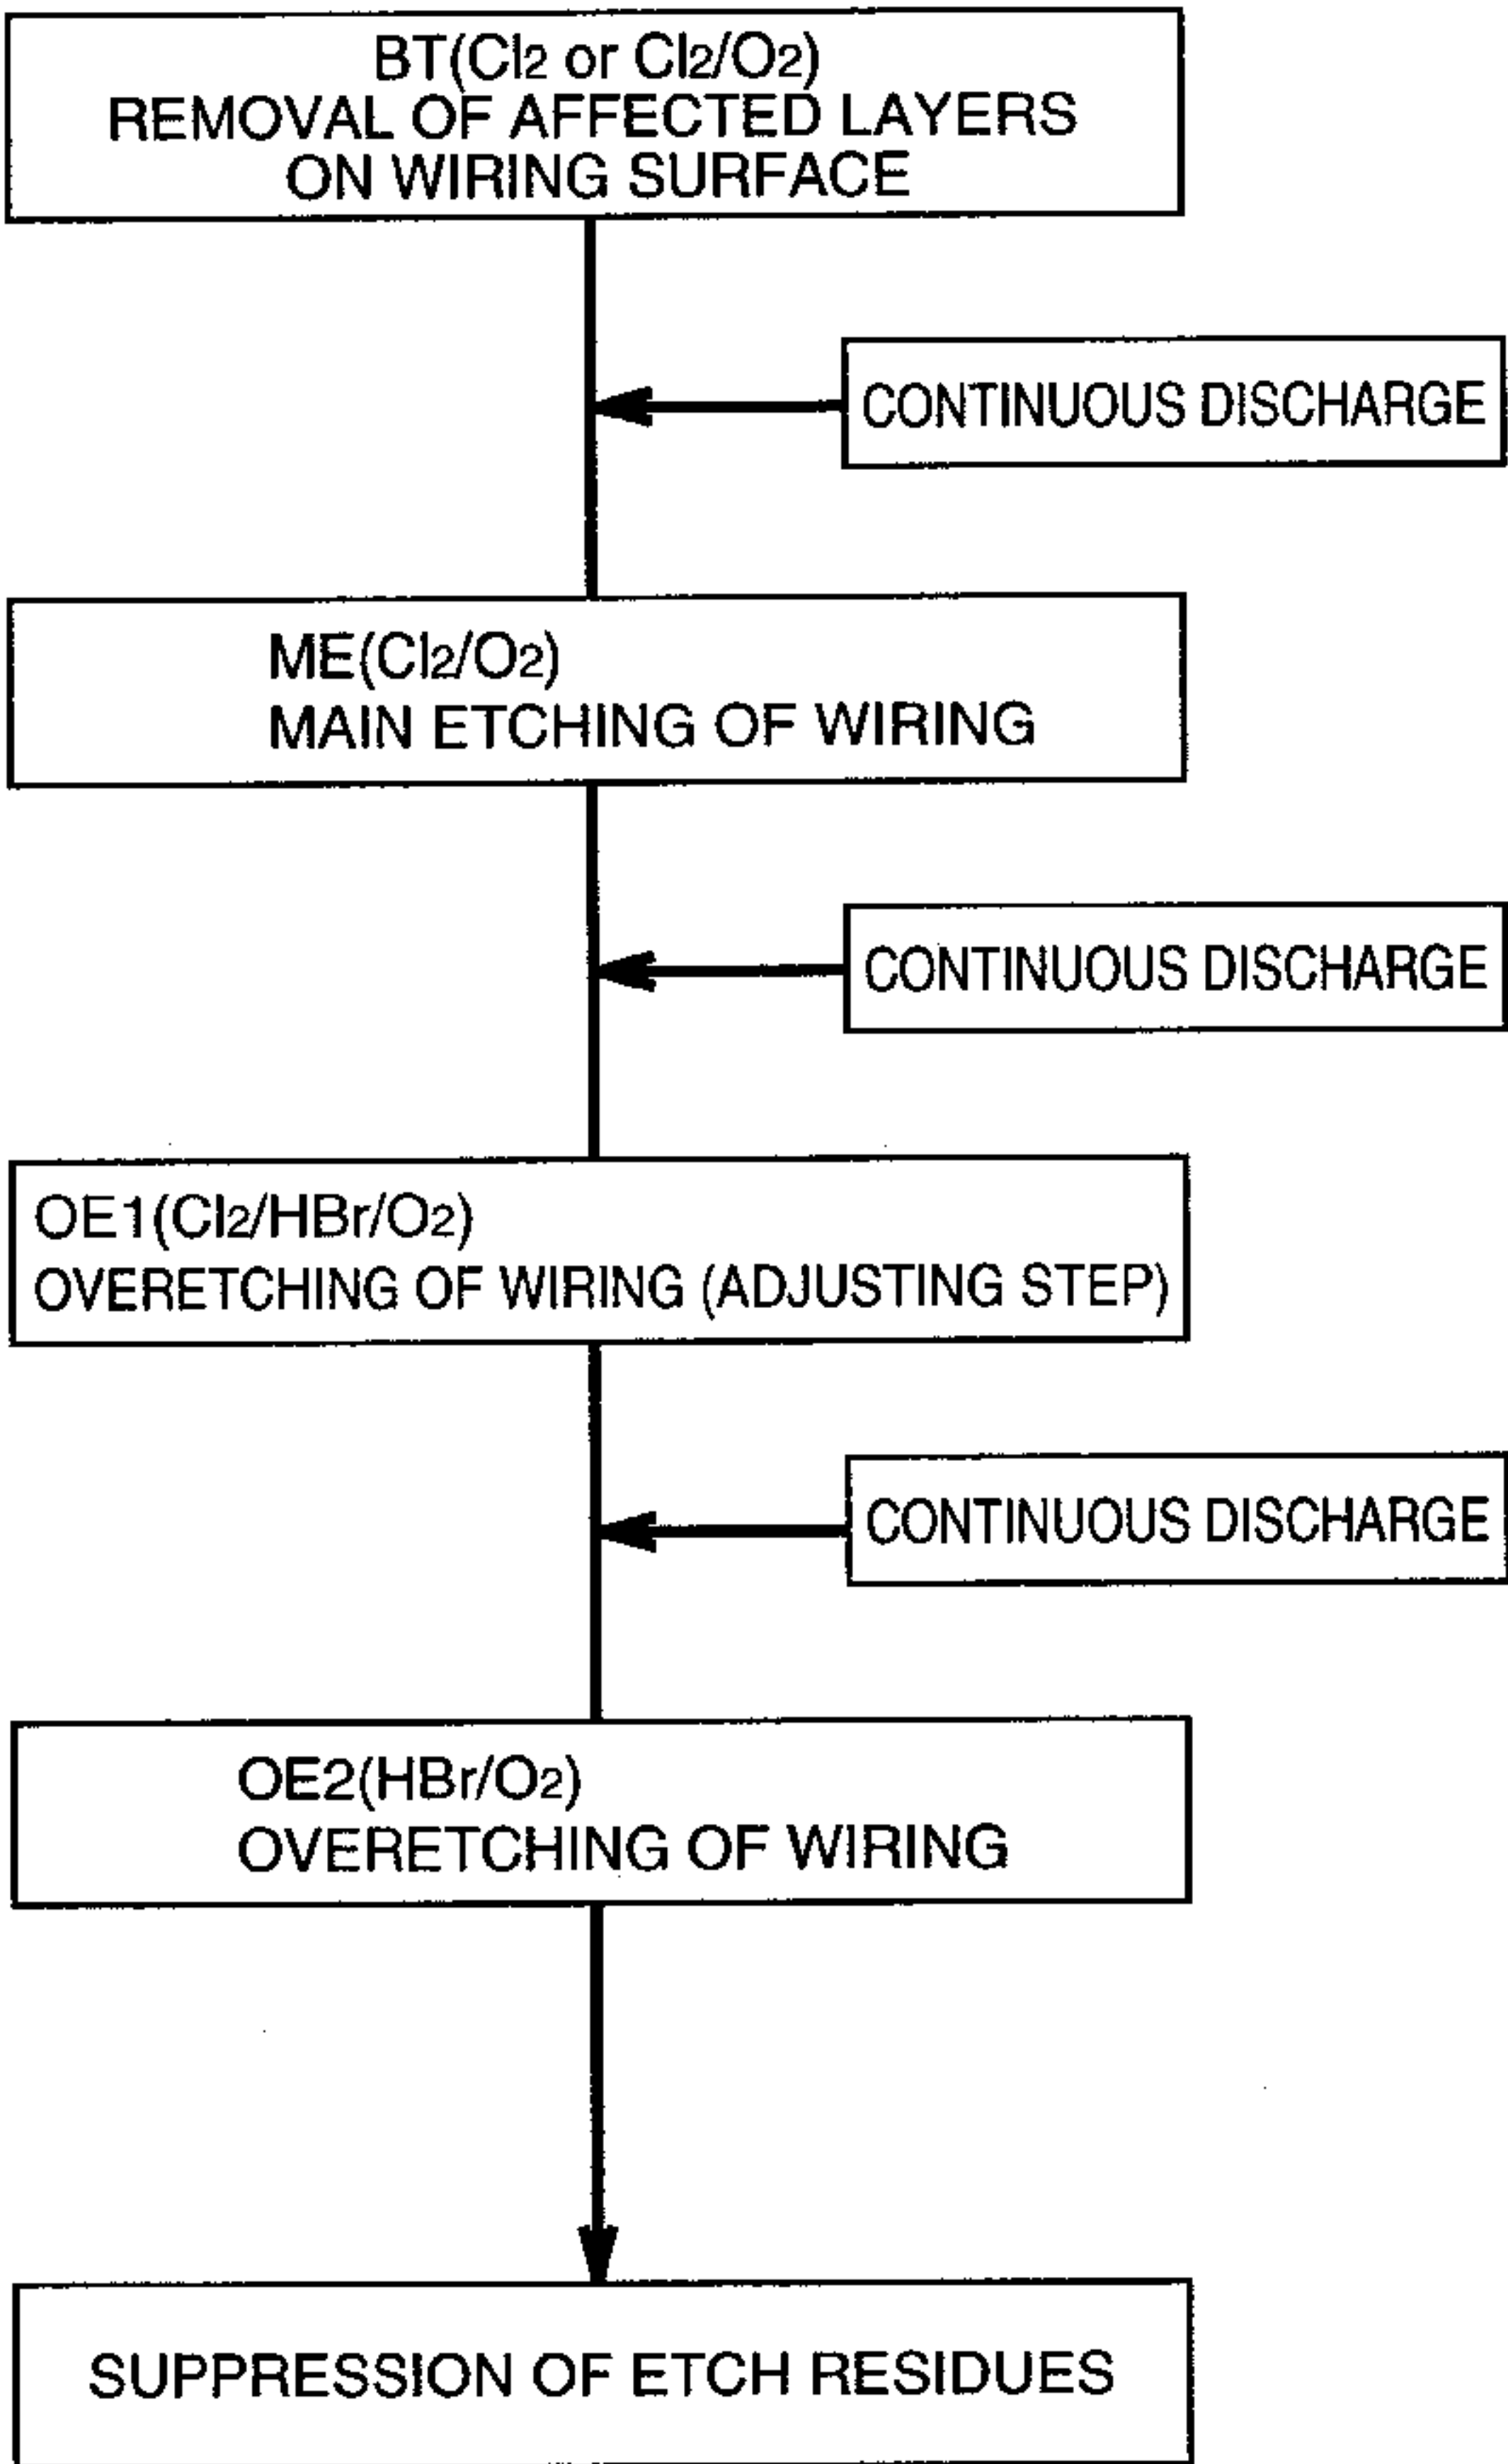 BT(Cl2 or Cl2/O2)
REMOVAL OF AFFECTED LAYERS
ON WIRING SURFACE
CONTINUOUS DISCHARGE
ME(Cl2/O2)
MAIN ETCHING OF WIRING
CONTINUOUS DISCHARGE
OE1(Cl2/HBr/O2)
OVERETCHING OF WIRING (ADJUSTING STEP)
CONTINUOUS DISCHARGE
OE2(HBr/O2)
OVERETCHING OF WIRING
SUPPRESSION OF ETCH RESIDUES